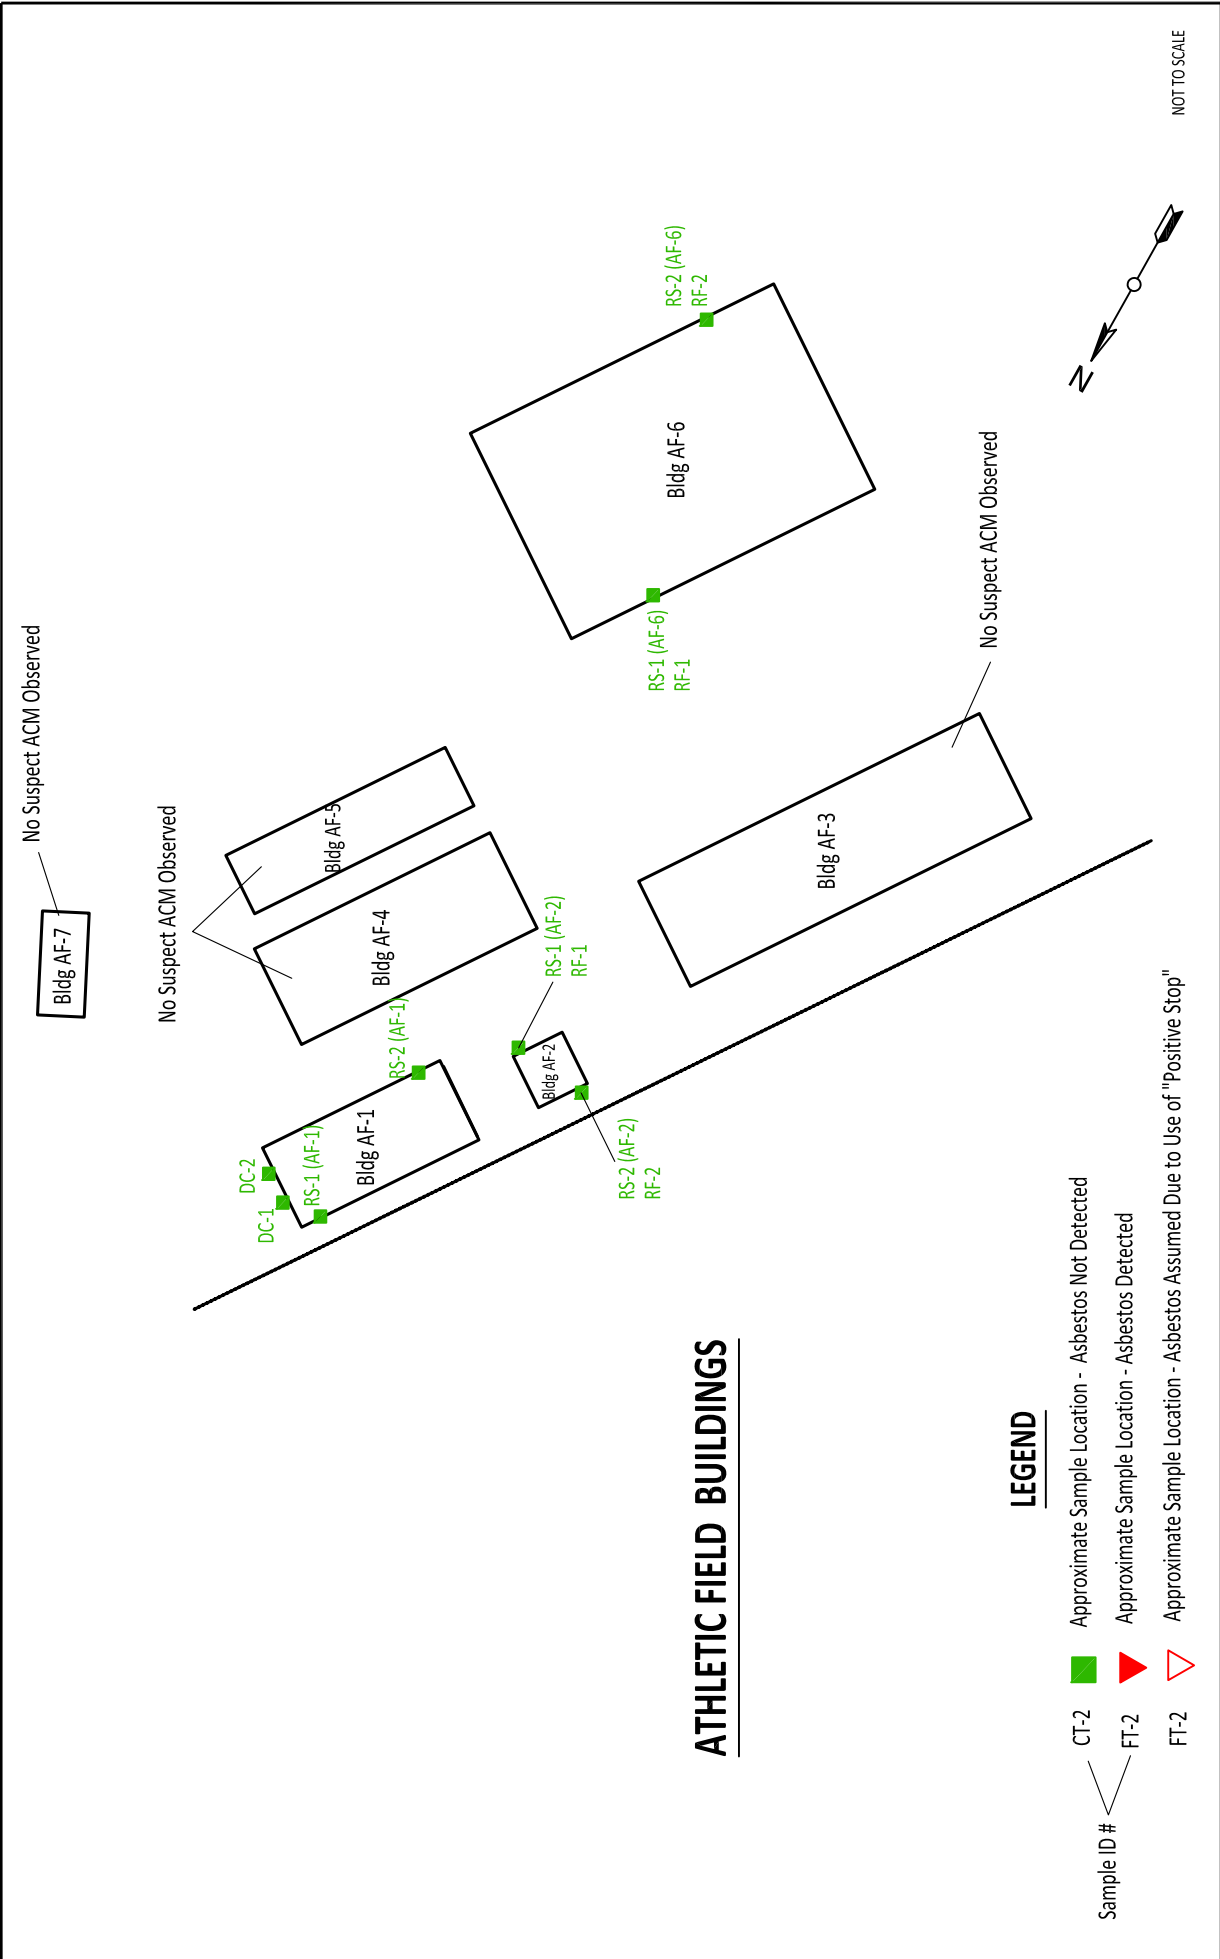 No Suspect ACM Observed
Bldg AF-7
No Suspect ACM Observed
Bldg AF-5
Bldg AF-4
DC-2
DC-1
RS-1 (AF-1)
RS-2 (AF-1)
Bldg AF-1
RS-1 (AF-2)
RF-1
Bldg AF-2
RS-2 (AF-2)
RF-2
RS-2 (AF-6)
RF-2
Bldg AF-6
RS-1 (AF-6)
RF-1
Bldg AF-3
No Suspect ACM Observed
N
NOT TO SCALE
ATHLETIC FIELD BUILDINGS
LEGEND
Sample ID #
CT-2 Approximate Sample Location - Asbestos Not Detected
FT-2 Approximate Sample Location - Asbestos Detected
FT-2 Approximate Sample Location - Asbestos Assumed Due to Use of "Positive Stop"